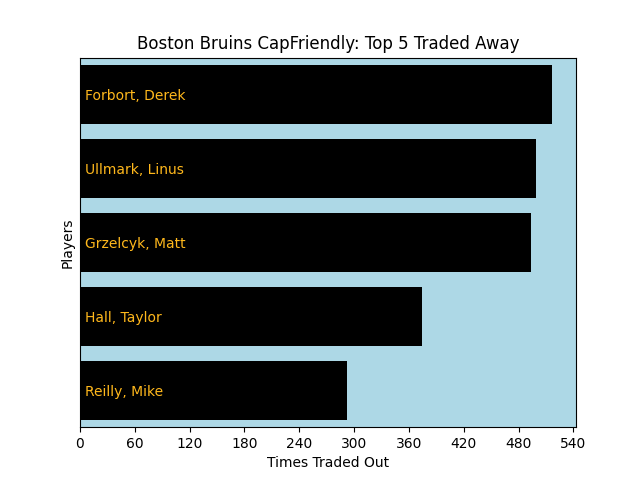 Boston Bruins CapFriendly: Top 5 Traded Away
Players
Forbort, Derek
Ullmark, Linus
Grzelcyk, Matt
Hall, Taylor
Reilly, Mike
0 60 120 180 240 300 360 420 480 540
Times Traded Out